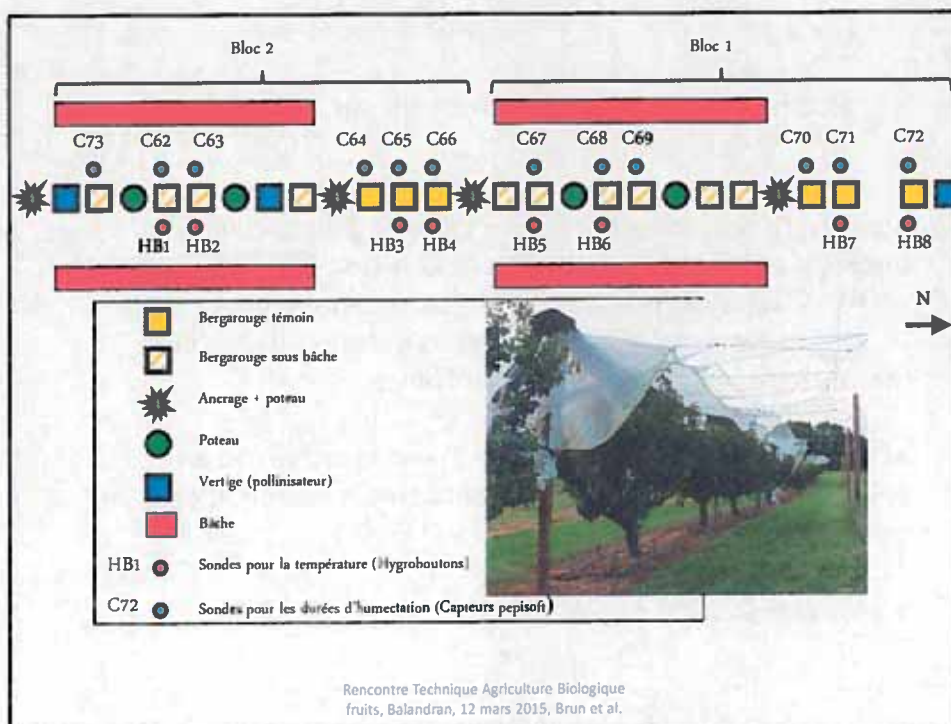 Bloc 2
Bloc 1
C73 C62 C63 C64 C65 C66 C67 C68 C69 C70 C71 C72
HB1 HB2 HB3 HB4 HB5 HB6 HB7 HB8
N
Bergarouge témoin
Bergarouge sous bâche
Ancrage + poteau
Poteau
Vertige (pollinisateur)
Bâche
HB1 Sondes pour la température (Hygroboutons)
C72 Sondes pour les durées d'humectation (Capteurs pepisoft)
Rencontre Technique Agriculture Biologique
fruits, Balandran, 12 mars 2015, Brun et al.